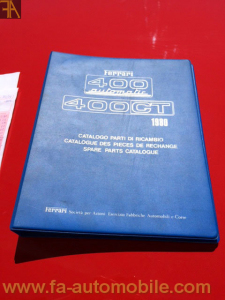 FA
Ferrari
400
automatic
400GT
1980
CATALOGO PARTI DI RICAMBIO
CATALOGUE DES PIECES DE RECHANGE
SPARE PARTS CATALOGUE
Ferrari Società per Azioni Esercizio Fabbriche Automobili e Corse
www.fa-automobile.com